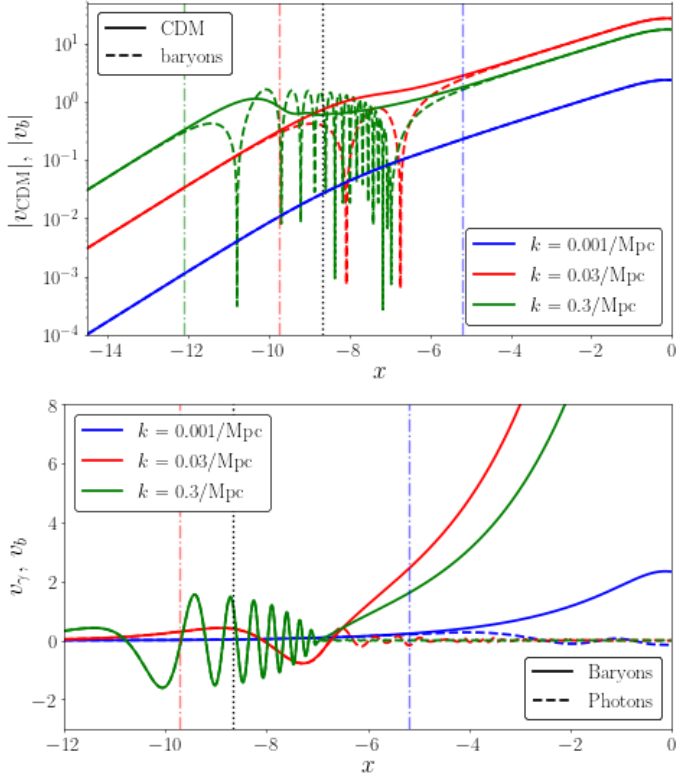 |v_CDM|, |v_b|
10^1
10^0
10^−1
10^−2
10^−3
10^−4
CDM
baryons
k = 0.001/Mpc
k = 0.03/Mpc
k = 0.3/Mpc
−14 −12 −10 −8 −6 −4 −2 0
x
v_γ, v_b
8
6
4
2
0
−2
k = 0.001/Mpc
k = 0.03/Mpc
k = 0.3/Mpc
Baryons
Photons
−12 −10 −8 −6 −4 −2 0
x